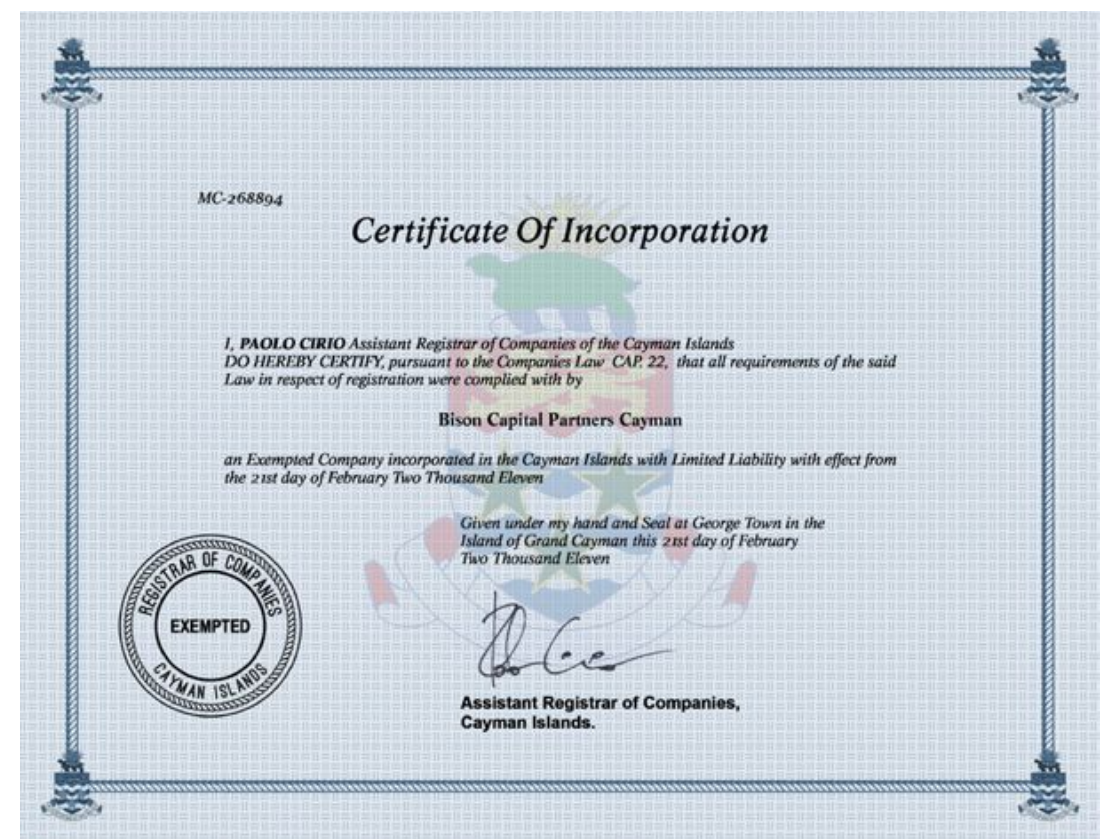 MC-268894
Certificate Of Incorporation
I, PAOLO CIRIO Assistant Registrar of Companies of the Cayman Islands
DO HEREBY CERTIFY, pursuant to the Companies Law CAP. 22, that all requirements of the said
Law in respect of registration were complied with by
Bison Capital Partners Cayman
an Exempted Company incorporated in the Cayman Islands with Limited Liability with effect from
the 21st day of February Two Thousand Eleven
Given under my hand and Seal at George Town in the
Island of Grand Cayman this 21st day of February
Two Thousand Eleven
REGISTRAR OF COMPANIES
EXEMPTED
CAYMAN ISLANDS
Assistant Registrar of Companies,
Cayman Islands.